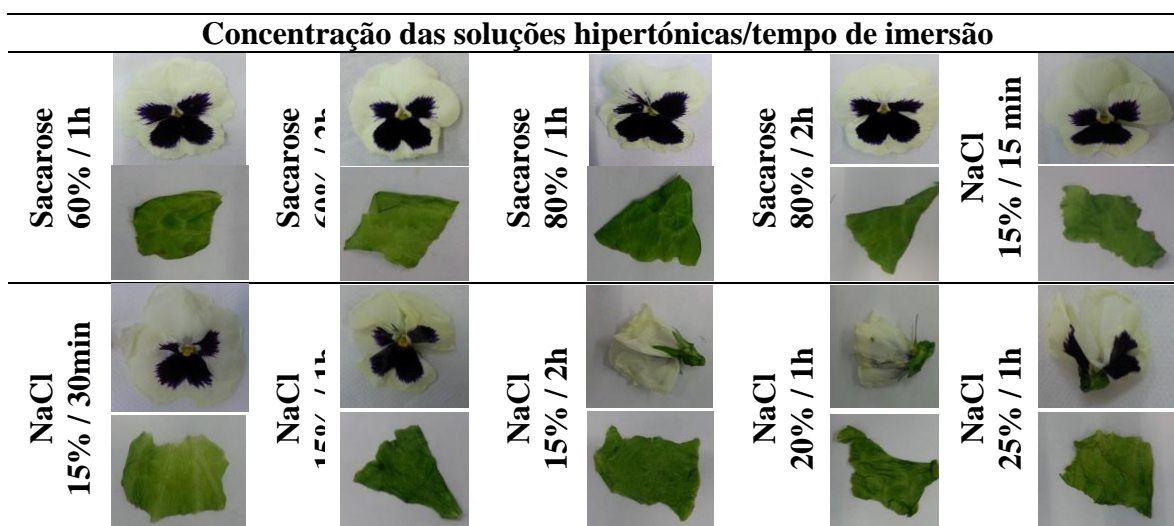 Concentração das soluções hipertónicas/tempo de imersão
Sacarose
60% / 1h
Sacarose
Sacarose
80% / 1h
Sacarose
80% / 2h
NaCl
15% / 15 min
NaCl
15% / 30min
NaCl
NaCl
15% / 2h
NaCl
20% / 1h
NaCl
25% / 1h